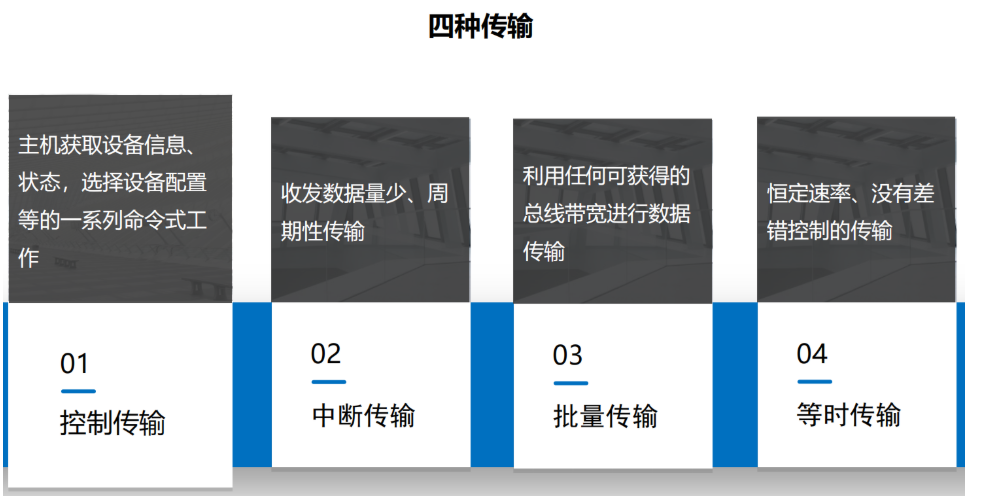 四种传输
主机获取设备信息、
状态，选择设备配置
等的一系列命令式工
作
01
控制传输
收发数据量少、周
期性传输
02
中断传输
利用任何可获得的
总线带宽进行数据
传输
03
批量传输
恒定速率、没有差
错控制的传输
04
等时传输